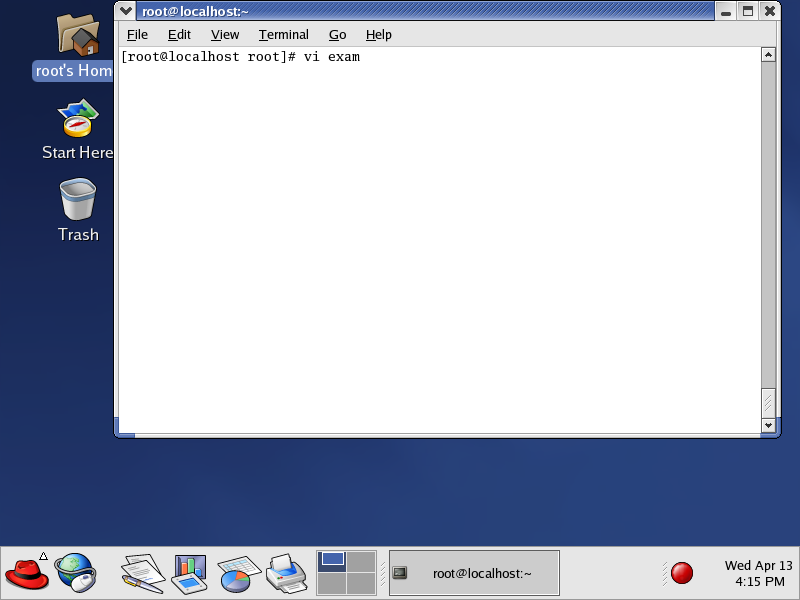 root@localhost:~
File Edit View Terminal Go Help
[root@localhost root]# vi exam
root's Hom
Start Here
Trash
root@localhost:~
Wed Apr 13
4:15 PM